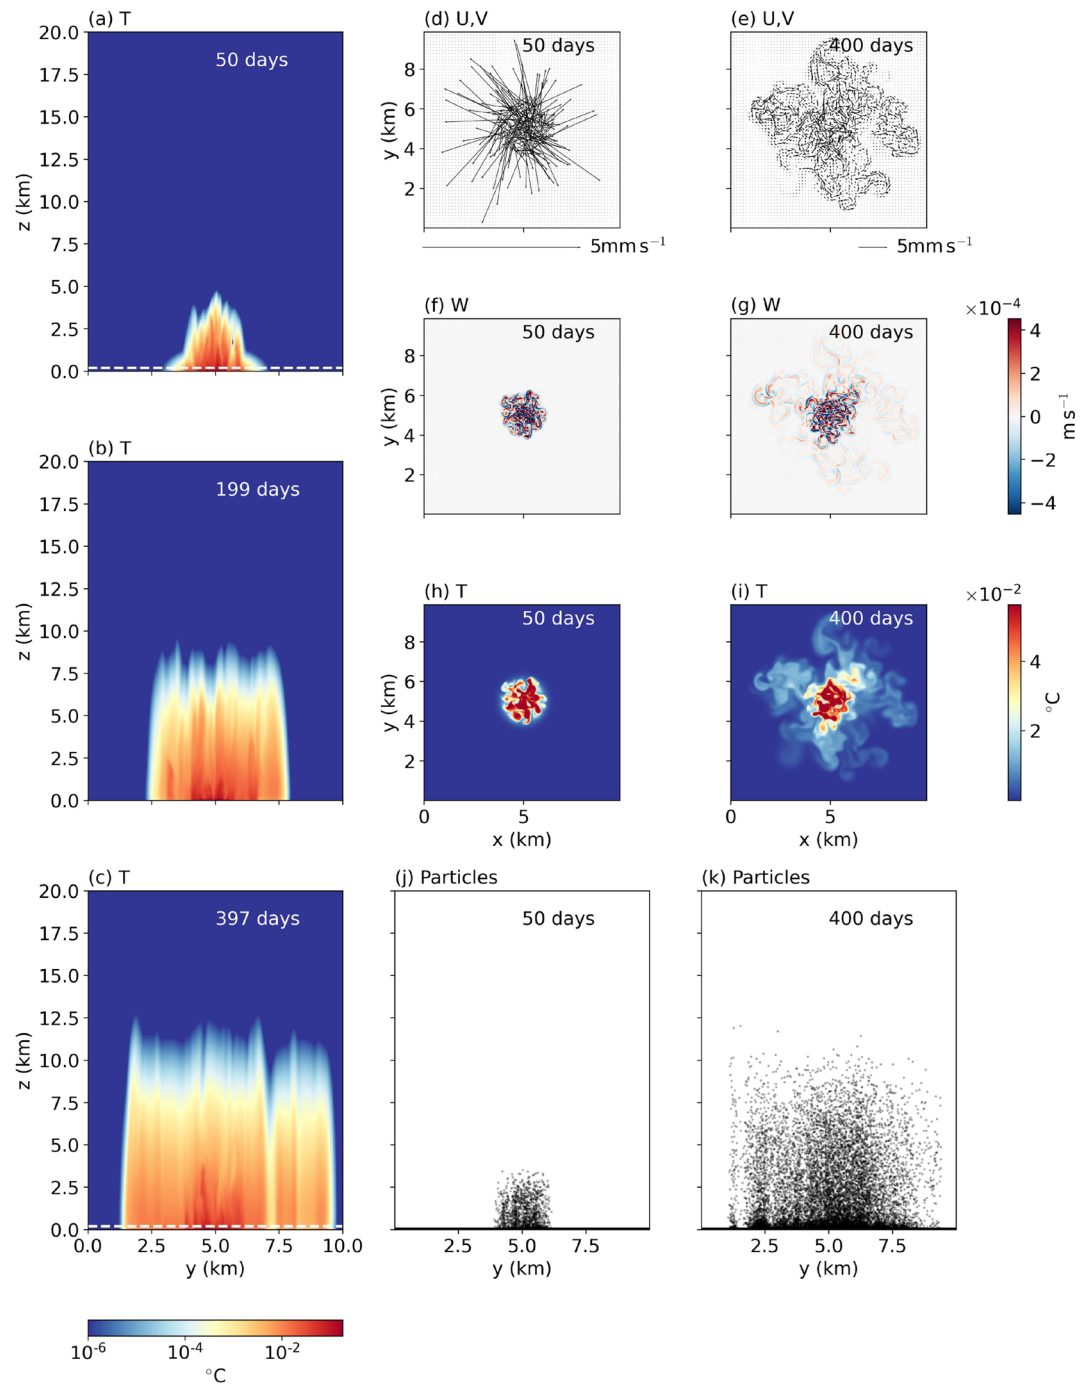 (a) T
20.0
17.5
15.0
12.5
10.0
7.5
5.0
2.5
0.0
z (km)
50 days
(d) U,V
50 days
8
6
4
2
y (km)
5mm s⁻¹
(e) U,V
400 days
5mm s⁻¹
(f) W
50 days
8
6
4
2
y (km)
(g) W
400 days
×10⁻⁴
4
2
0
−2
−4
m s⁻¹
(b) T
20.0
17.5
15.0
12.5
10.0
7.5
5.0
2.5
0.0
z (km)
199 days
(h) T
50 days
8
6
4
2
y (km)
0
5
x (km)
(i) T
400 days
0
5
x (km)
×10⁻²
4
2
°C
(c) T
20.0
17.5
15.0
12.5
10.0
7.5
5.0
2.5
0.0
z (km)
397 days
0.0
2.5
5.0
7.5
10.0
y (km)
(j) Particles
50 days
2.5
5.0
7.5
y (km)
(k) Particles
400 days
2.5
5.0
7.5
y (km)
10⁻⁶
10⁻⁴
10⁻²
°C